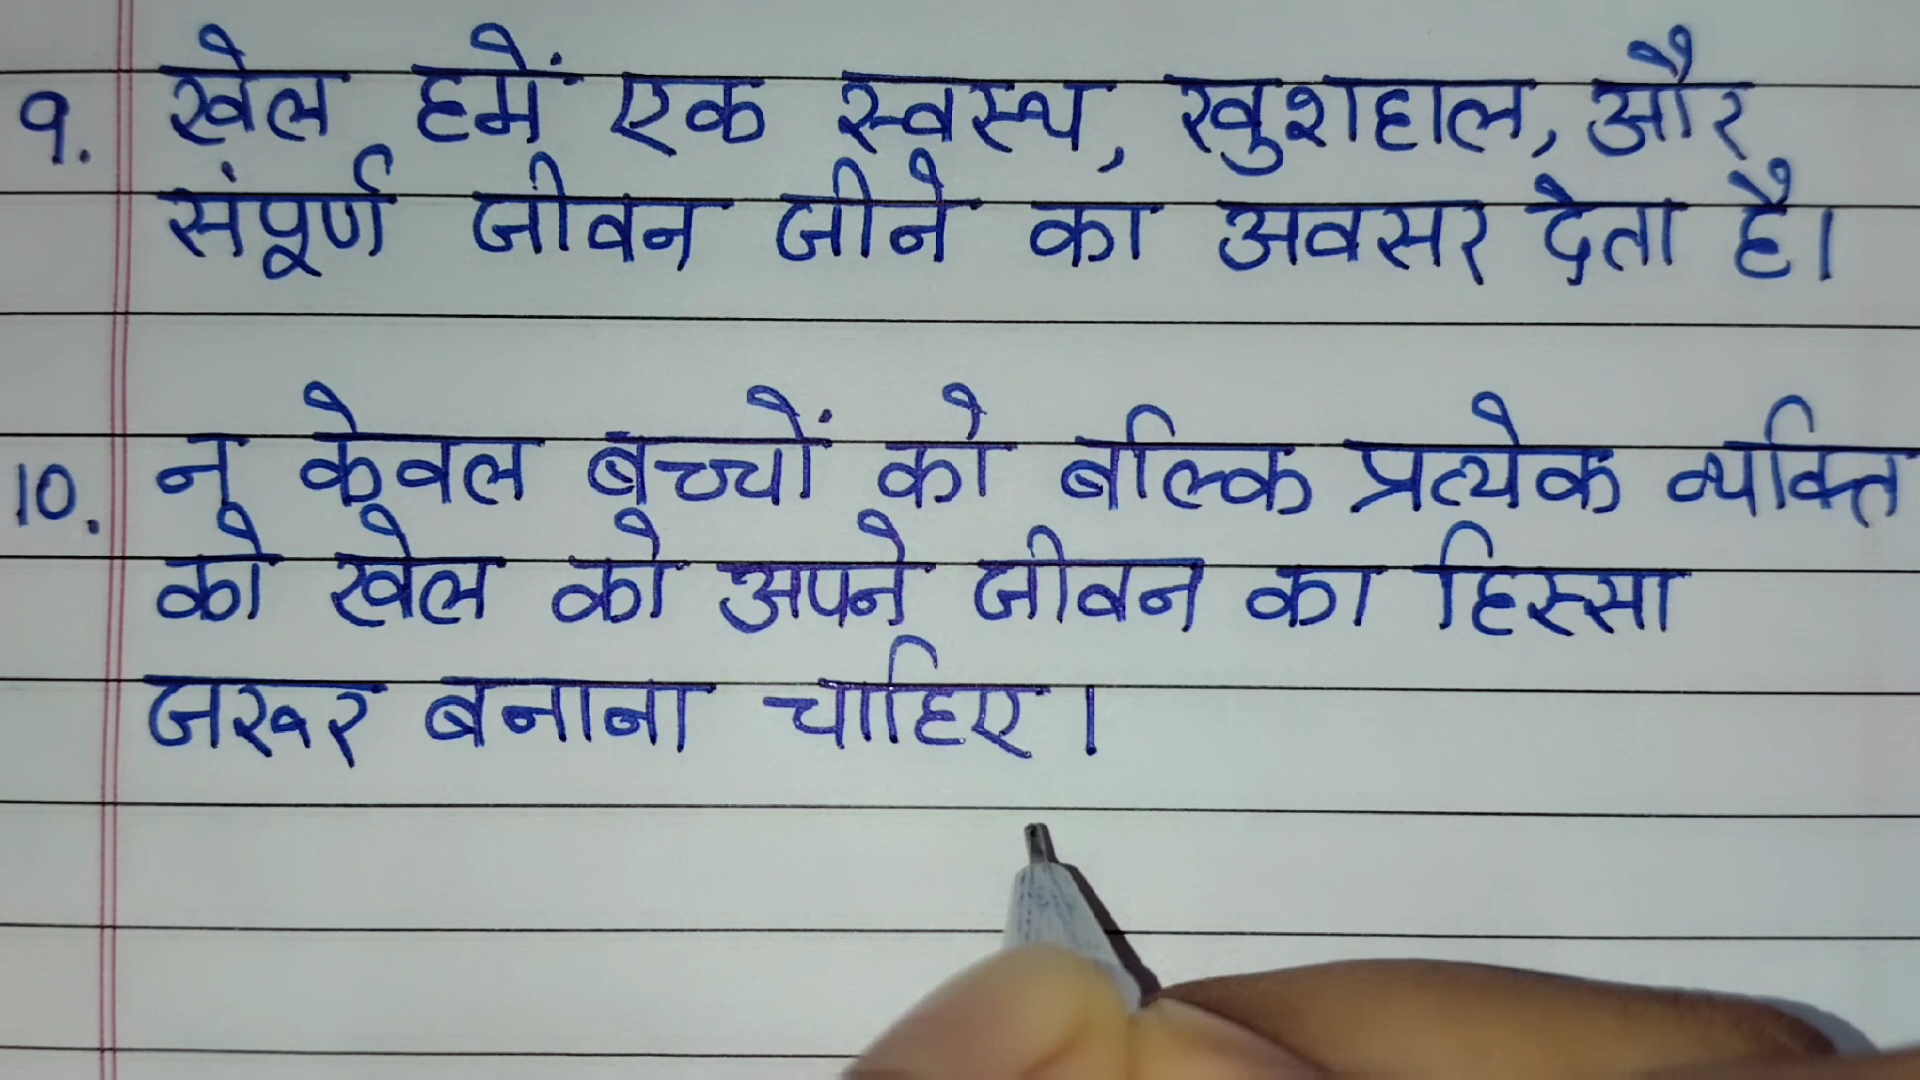 9. खेल हमें एक स्वस्थ, खुशहाल, और
संपूर्ण जीवन जीने का अवसर देता है।
10. न केवल बच्चों को बल्कि प्रत्येक व्यक्ति
को खेल को अपने जीवन का हिस्सा
जरूर बनाना चाहिए।